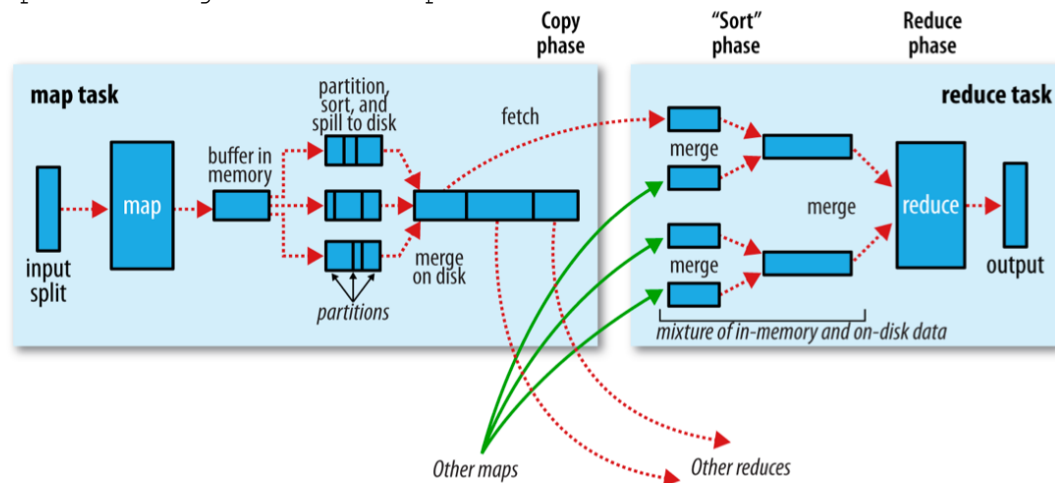 Copy
phase
"Sort"
phase
Reduce
phase
map task
partition,
sort, and
spill to disk
fetch
reduce task
buffer in
memory
merge
map
merge
reduce
input
split
merge
on disk
merge
output
partitions
mixture of in-memory and on-disk data
Other maps
Other reduces